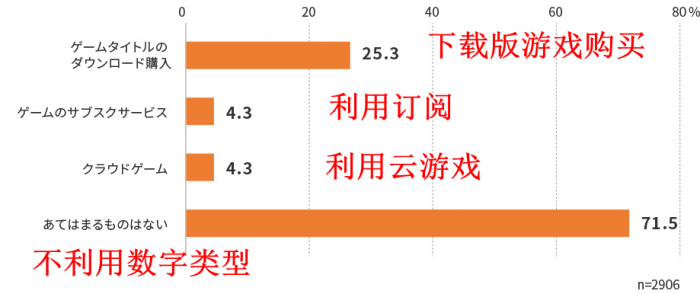 0 20 40 60 80 %
ゲームタイトルの
ダウンロード購入
25.3
下载版游戏购买
ゲームのサブスクサービス
4.3
利用订阅
クラウドゲーム
4.3
利用云游戏
あてはまるものはない
71.5
不利用数字类型
n=2906